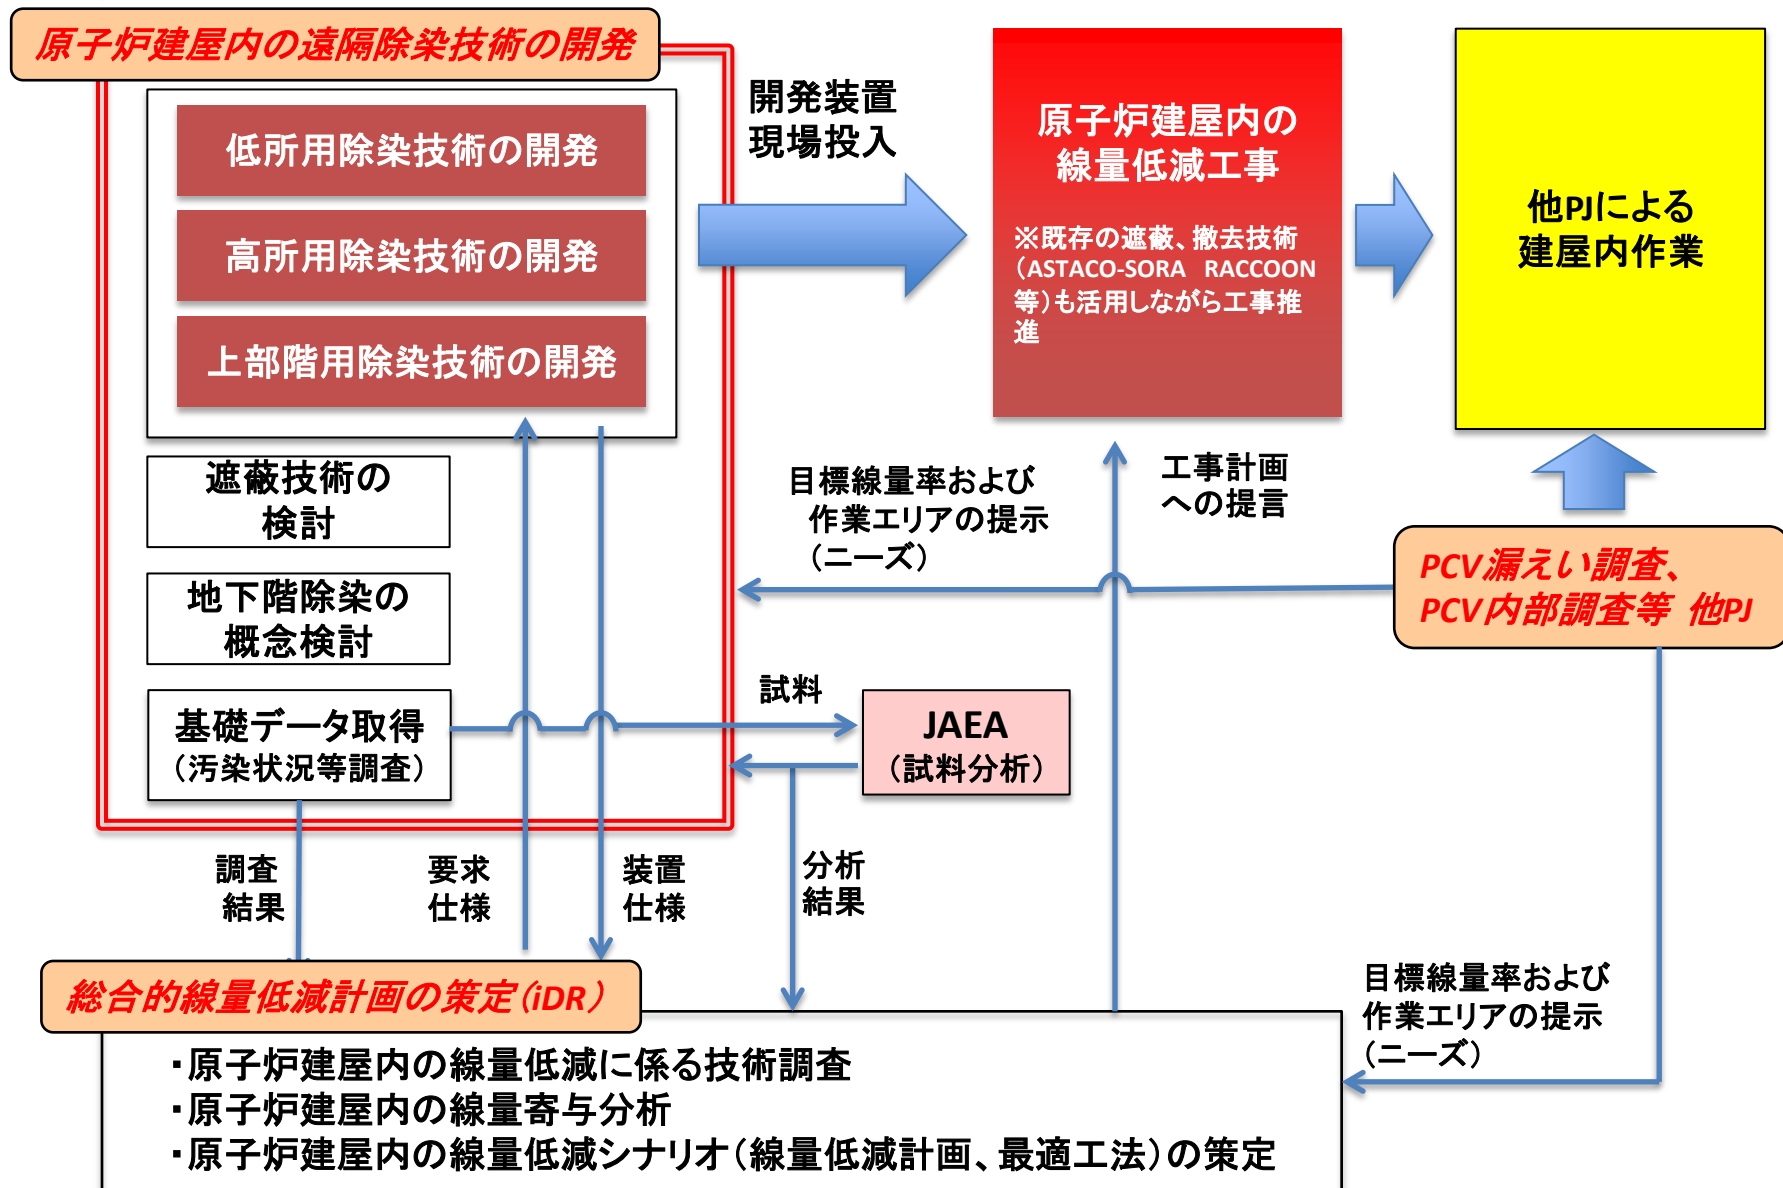 原子炉建屋内の遠隔除染技術の開発
低所用除染技術の開発
高所用除染技術の開発
上部階用除染技術の開発
遮蔽技術の
検討
地下階除染の
概念検討
基礎データ取得
(汚染状況等調査)
開発装置
現場投入
原子炉建屋内の
線量低減工事
※既存の遮蔽、撤去技術
(ASTACO-SORA RACCOON
等)も活用しながら工事推
進
他PJによる
建屋内作業
目標線量率および
作業エリアの提示
(ニーズ)
工事計画
への提言
PCV漏えい調査、
PCV内部調査等 他PJ
試料
JAEA
(試料分析)
調査
結果
要求
仕様
装置
仕様
分析
結果
目標線量率および
作業エリアの提示
(ニーズ)
総合的線量低減計画の策定(iDR)
・原子炉建屋内の線量低減に係る技術調査
・原子炉建屋内の線量寄与分析
・原子炉建屋内の線量低減シナリオ(線量低減計画、最適工法)の策定